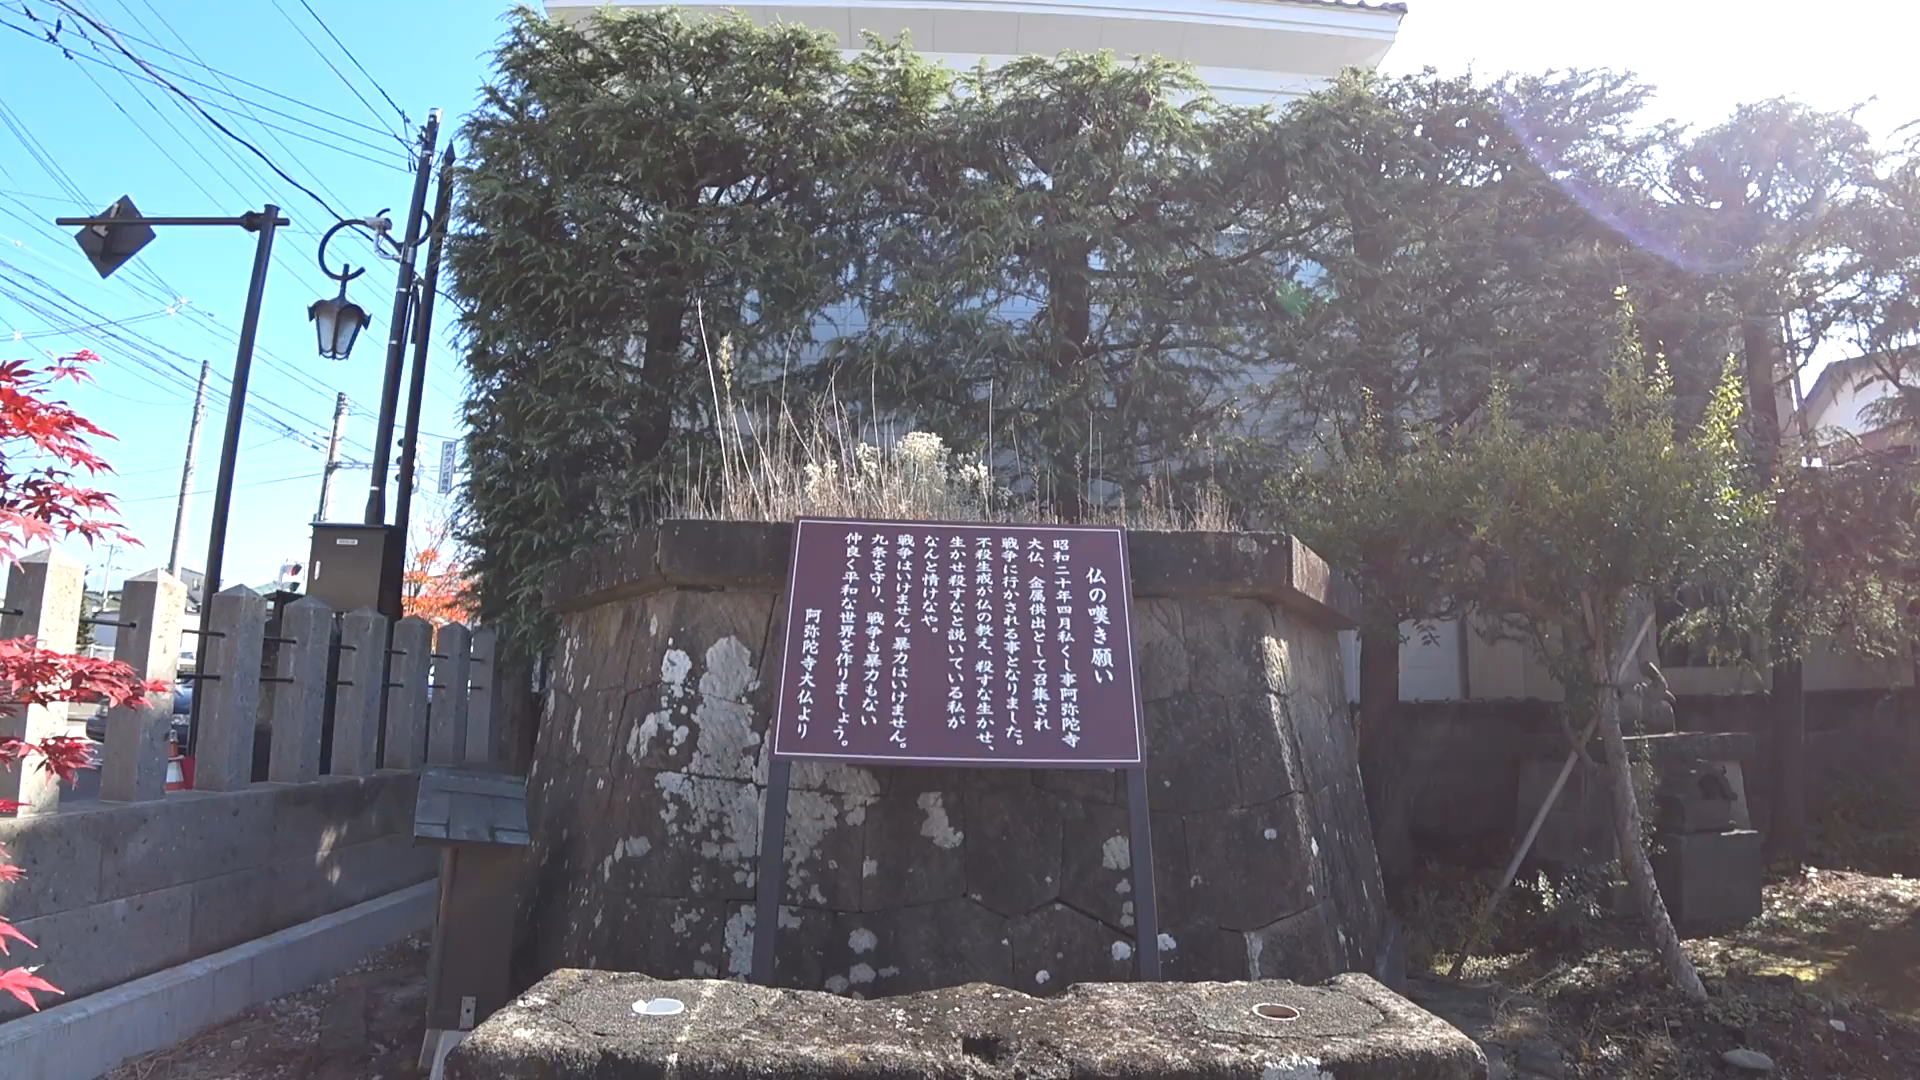 仏の嘆き願い
昭和二十年四月私くし事阿弥陀寺
大仏、金属供出として召集され
戦争に行かされる事となりました。
不殺生戒が仏の教え、殺すな生かせ、
生かせ殺すなと説いている私が
なんと情けなや。
戦争はいけません。暴力はいけません。
九条を守り、戦争も暴力もない
仲良く平和な世界を作りましょう。
阿弥陀寺大仏より